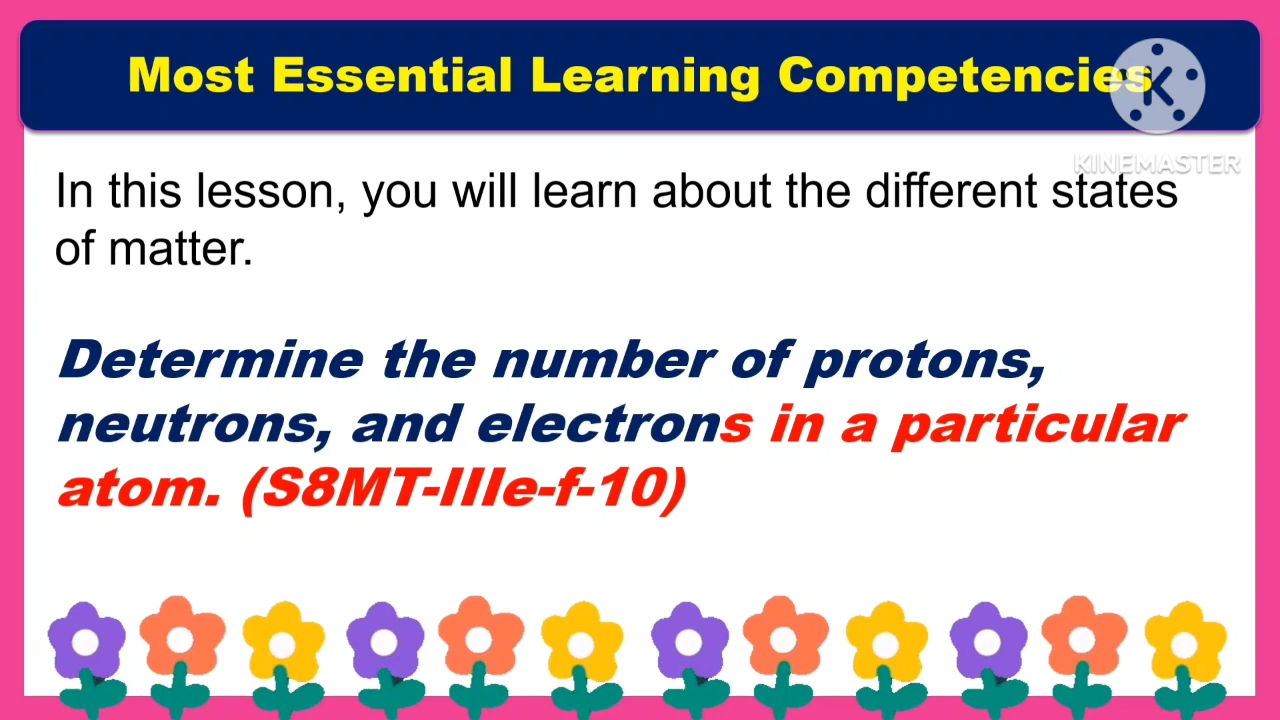 Most Essential Learning Competencies
K
KINEMASTER
In this lesson, you will learn about the different states
of matter.
Determine the number of protons,
neutrons, and electrons in a particular
atom. (S8MT-IIIe-f-10)